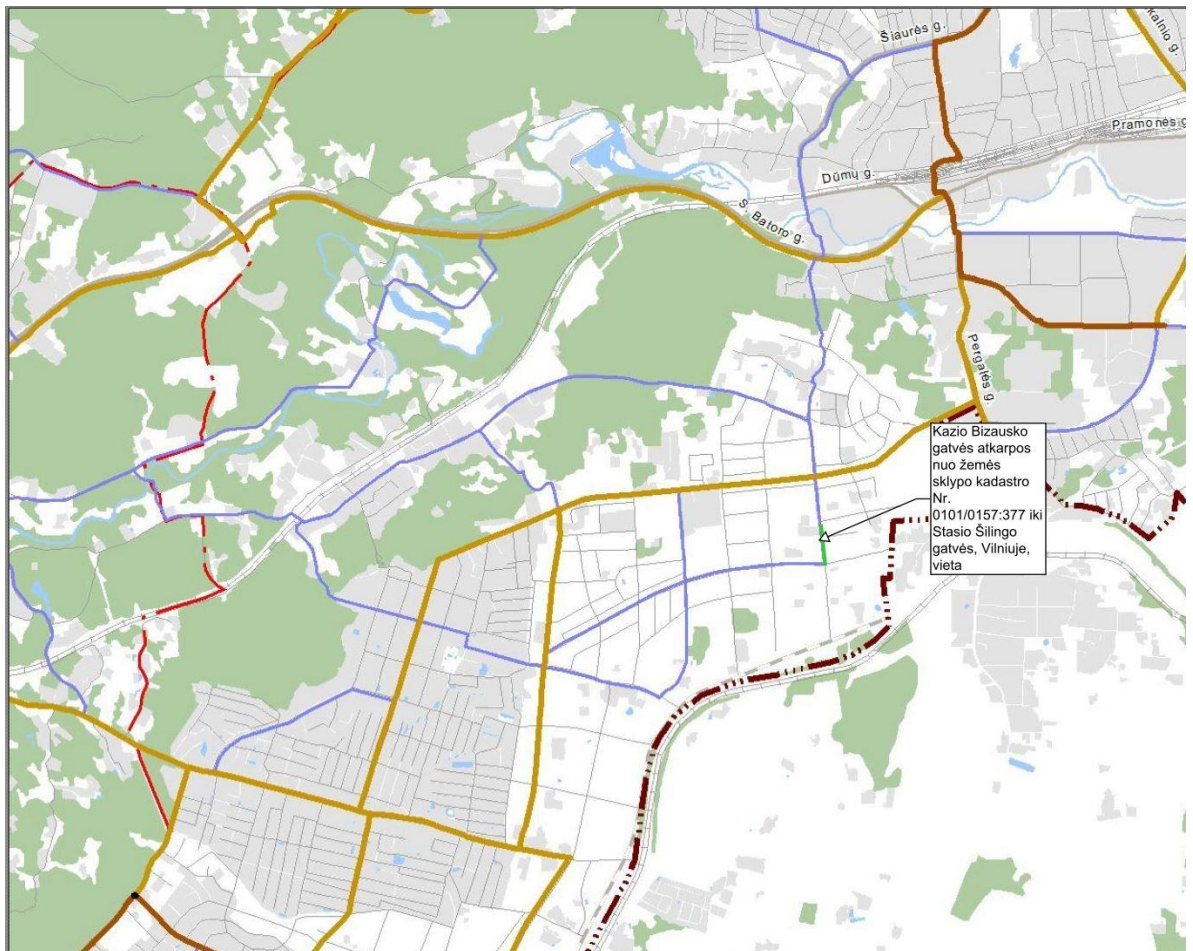 Šiaurės g.
kalnio g.
Pramonės g.
Dūmų g.
S. Batoro g.
Pergalės g.
Kazio Bizausko
gatvės atkarpos
nuo žemės
sklypo kadastro
Nr.
0101/0157:377 iki
Stasio Šilingo
gatvės, Vilniuje,
vieta